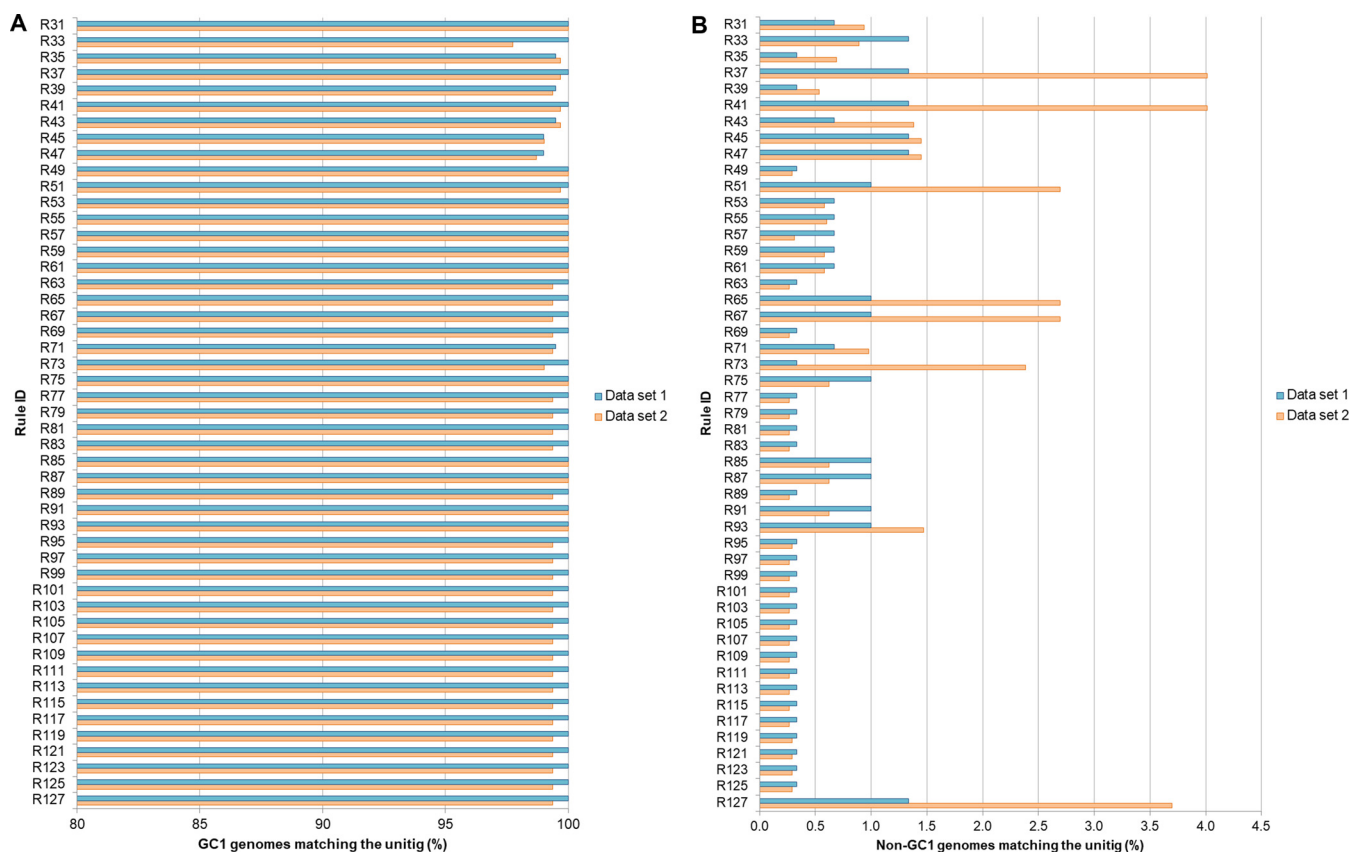 A
R31
R33
R35
R37
R39
R41
R43
R45
R47
R49
R51
R53
R55
R57
R59
R61
R63
R65
R67
R69
R71
R73
R75
R77
R79
R81
R83
R85
R87
R89
R91
R93
R95
R97
R99
R101
R103
R105
R107
R109
R111
R113
R115
R117
R119
R121
R123
R125
R127
Rule ID
80 85 90 95 100
GC1 genomes matching the unitig (%)
Data set 1
Data set 2
B
R31
R33
R35
R37
R39
R41
R43
R45
R47
R49
R51
R53
R55
R57
R59
R61
R63
R65
R67
R69
R71
R73
R75
R77
R79
R81
R83
R85
R87
R89
R91
R93
R95
R97
R99
R101
R103
R105
R107
R109
R111
R113
R115
R117
R119
R121
R123
R125
R127
Rule ID
0.0 0.5 1.0 1.5 2.0 2.5 3.0 3.5 4.0 4.5
Non-GC1 genomes matching the unitig (%)
Data set 1
Data set 2